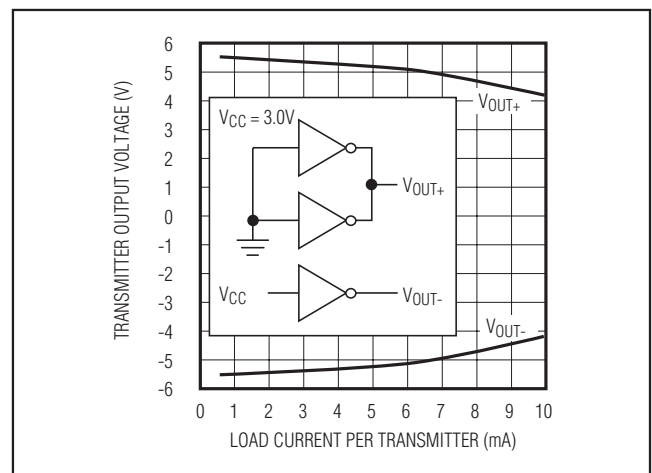 TRANSMITTER OUTPUT VOLTAGE (V)
6
5
4
3
2
1
0
-1
-2
-3
-4
-5
-6
VCC = 3.0V
VOUT+
VOUT+
VCC
VOUT-
VOUT-
0 1 2 3 4 5 6 7 8 9 10
LOAD CURRENT PER TRANSMITTER (mA)